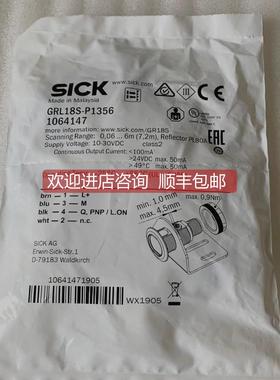 SICK
Made in Malaysia
GRL18S-P1356
1064147
more information: www.sick.com/GR18S
Scanning Range: 0,06 ... 6m (7,2m), Reflector PL80A
Supply Voltage: 10-30VDC class2
Continuous Output Current: <100mA
>24VDC max. 50mA
>49°C max. 50mA
欢迎进店咨询 | 顺丰包邮
brn 1 L+
blu 3 M
blk 4 Q, PNP / L.ON
wht 2 n.c.
min. 1.0 mm
max. 4.5mm
max. 0,9Nm
SICK AG
Erwin-Sick-Str.1
D-79183 Waldkirch
10641471905
WX1905